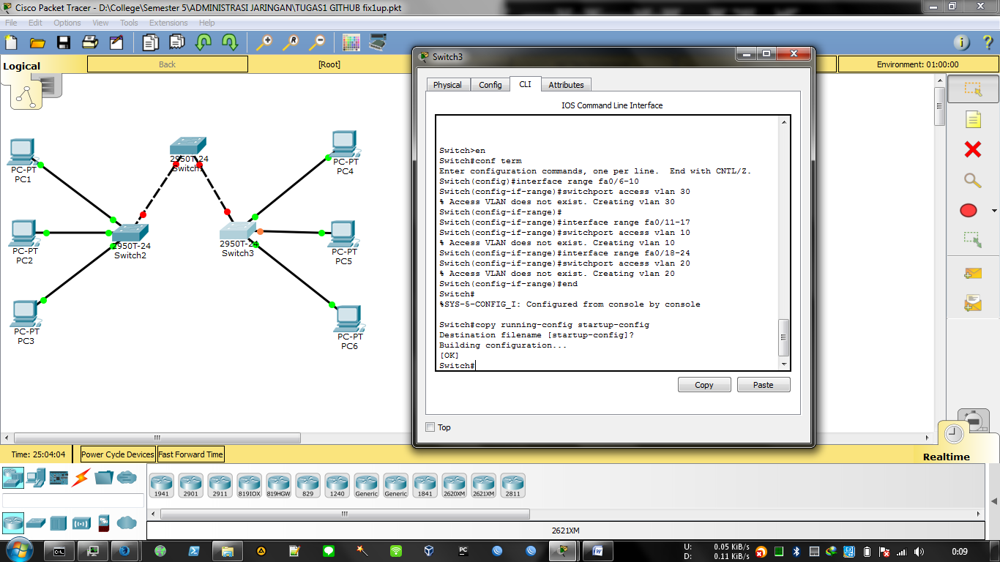 Cisco Packet Tracer - D:\College\Semester 5\ADMINISTRASI JARINGAN\TUGAS1 GITHUB fix1up.pkt
File Edit Options View Tools Extensions Help
Logical
Back
[Root]
Environment: 01:00:00
PC-PT
PC1
2950T-24
PC-PT
PC4
PC-PT
PC2
2950T-24
Switch2
2950T-24
Switch3
PC-PT
PC5
PC-PT
PC3
PC-PT
PC6
Switch3
Physical Config CLI Attributes
IOS Command Line Interface
Switch>en
Switch#conf term
Enter configuration commands, one per line.  End with CNTL/Z.
Switch(config)#interface range fa0/6-10
Switch(config-if-range)#switchport access vlan 30
% Access VLAN does not exist. Creating vlan 30
Switch(config-if-range)#
Switch(config-if-range)#interface range fa0/11-17
Switch(config-if-range)#switchport access vlan 10
% Access VLAN does not exist. Creating vlan 10
Switch(config-if-range)#interface range fa0/18-24
Switch(config-if-range)#switchport access vlan 20
% Access VLAN does not exist. Creating vlan 20
Switch(config-if-range)#end
Switch#
%SYS-5-CONFIG_I: Configured from console by console
Switch#copy running-config startup-config
Destination filename [startup-config]?
Building configuration...
[OK]
Switch#
Copy Paste
Top
Time: 25:04:04 Power Cycle Devices Fast Forward Time
Realtime
1941 2901 2911 819IOX 819HGW 829 1240 Generic Generic 1841 2620XM 2621XM 2811
2621XM
U: 0.05 KiB/s
D: 0.11 KiB/s
0:09